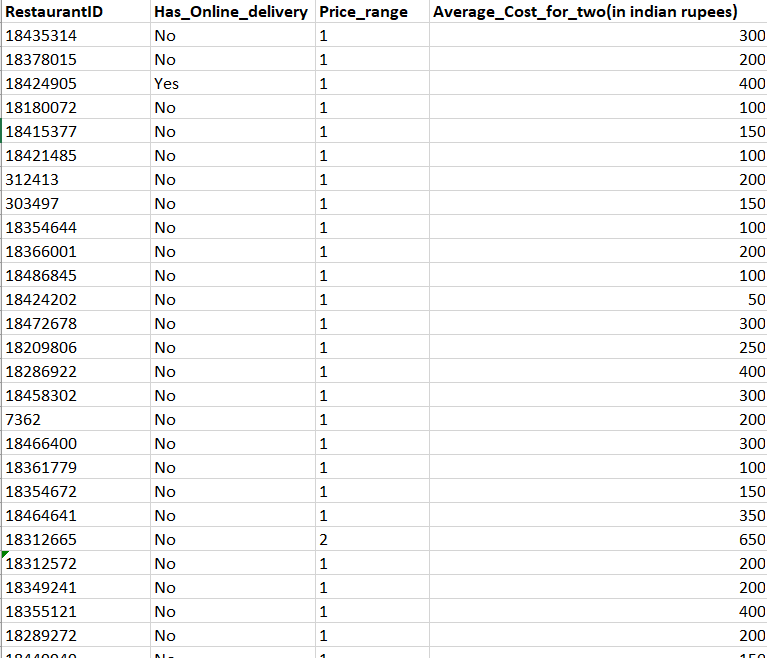 RestaurantID Has_Online_delivery Price_range Average_Cost_for_two(in indian rupees)
18435314 No 1 300
18378015 No 1 200
18424905 Yes 1 400
18180072 No 1 100
18415377 No 1 150
18421485 No 1 100
312413 No 1 200
303497 No 1 150
18354644 No 1 100
18366001 No 1 200
18486845 No 1 100
18424202 No 1 50
18472678 No 1 300
18209806 No 1 250
18286922 No 1 400
18458302 No 1 300
7362 No 1 200
18466400 No 1 300
18361779 No 1 100
18354672 No 1 150
18464641 No 1 350
18312665 No 2 650
18312572 No 1 200
18349241 No 1 200
18355121 No 1 400
18289272 No 1 200
No 1 150